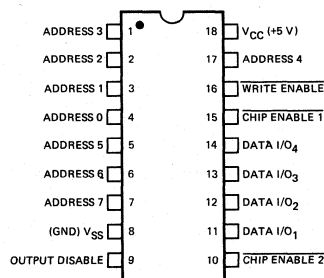 ADDRESS 3 1 18 VCC (+5 V)
ADDRESS 2 2 17 ADDRESS 4
ADDRESS 1 3 16 WRITE ENABLE
ADDRESS 0 4 15 CHIP ENABLE 1
ADDRESS 5 5 14 DATA I/O4
ADDRESS 6 6 13 DATA I/O3
ADDRESS 7 7 12 DATA I/O2
(GND) VSS 8 11 DATA I/O1
OUTPUT DISABLE 9 10 CHIP ENABLE 2